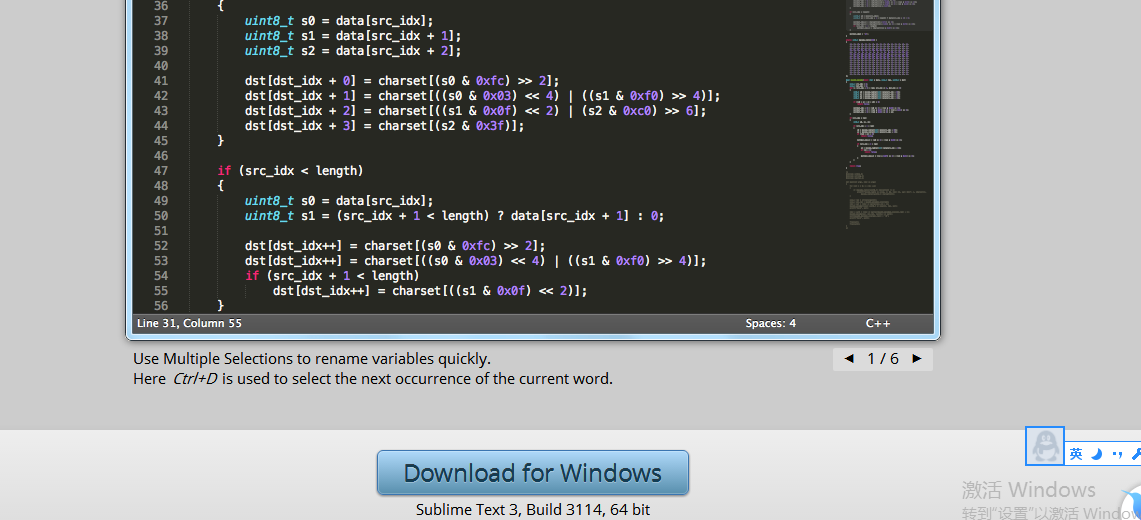 36 {
37 uint8_t s0 = data[src_idx];
38 uint8_t s1 = data[src_idx + 1];
39 uint8_t s2 = data[src_idx + 2];
40
41 dst[dst_idx + 0] = charset[(s0 & 0xfc) >> 2];
42 dst[dst_idx + 1] = charset[((s0 & 0x03) << 4) | ((s1 & 0xf0) >> 4)];
43 dst[dst_idx + 2] = charset[((s1 & 0x0f) << 2) | (s2 & 0xc0) >> 6];
44 dst[dst_idx + 3] = charset[(s2 & 0x3f)];
45 }
46
47 if (src_idx < length)
48 {
49 uint8_t s0 = data[src_idx];
50 uint8_t s1 = (src_idx + 1 < length) ? data[src_idx + 1] : 0;
51
52 dst[dst_idx++] = charset[(s0 & 0xfc) >> 2];
53 dst[dst_idx++] = charset[((s0 & 0x03) << 4) | ((s1 & 0xf0) >> 4)];
54 if (src_idx + 1 < length)
55 dst[dst_idx++] = charset[((s1 & 0x0f) << 2)];
56 }
Line 31, Column 55 Spaces: 4 C++
Use Multiple Selections to rename variables quickly.
Here Ctrl+D is used to select the next occurrence of the current word.
◄ 1 / 6 ►
英
Download for Windows
Sublime Text 3, Build 3114, 64 bit
激活 Windows
转到"设置"以激活 Window